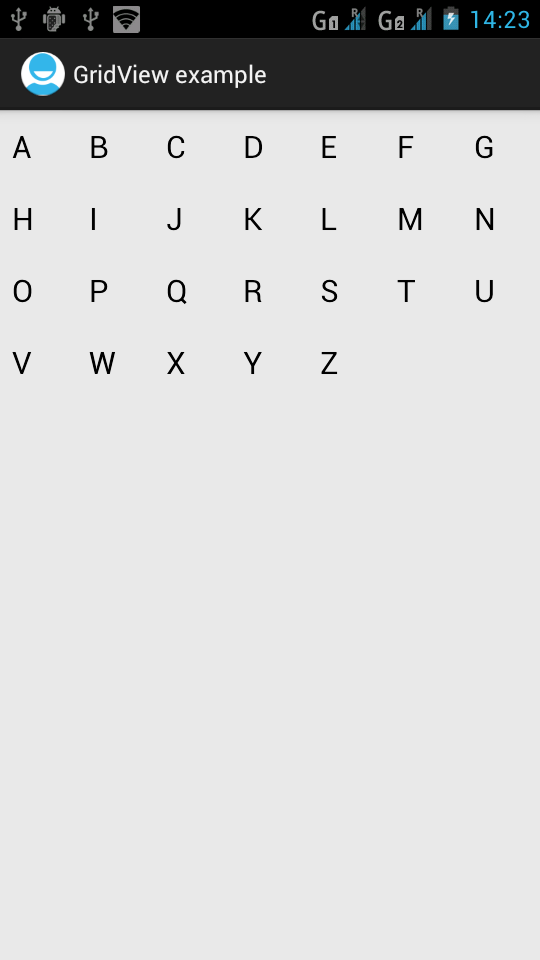 G1 R G2 R 14:23
GridView example
A B C D E F G
H I J K L M N
O P Q R S T U
V W X Y Z